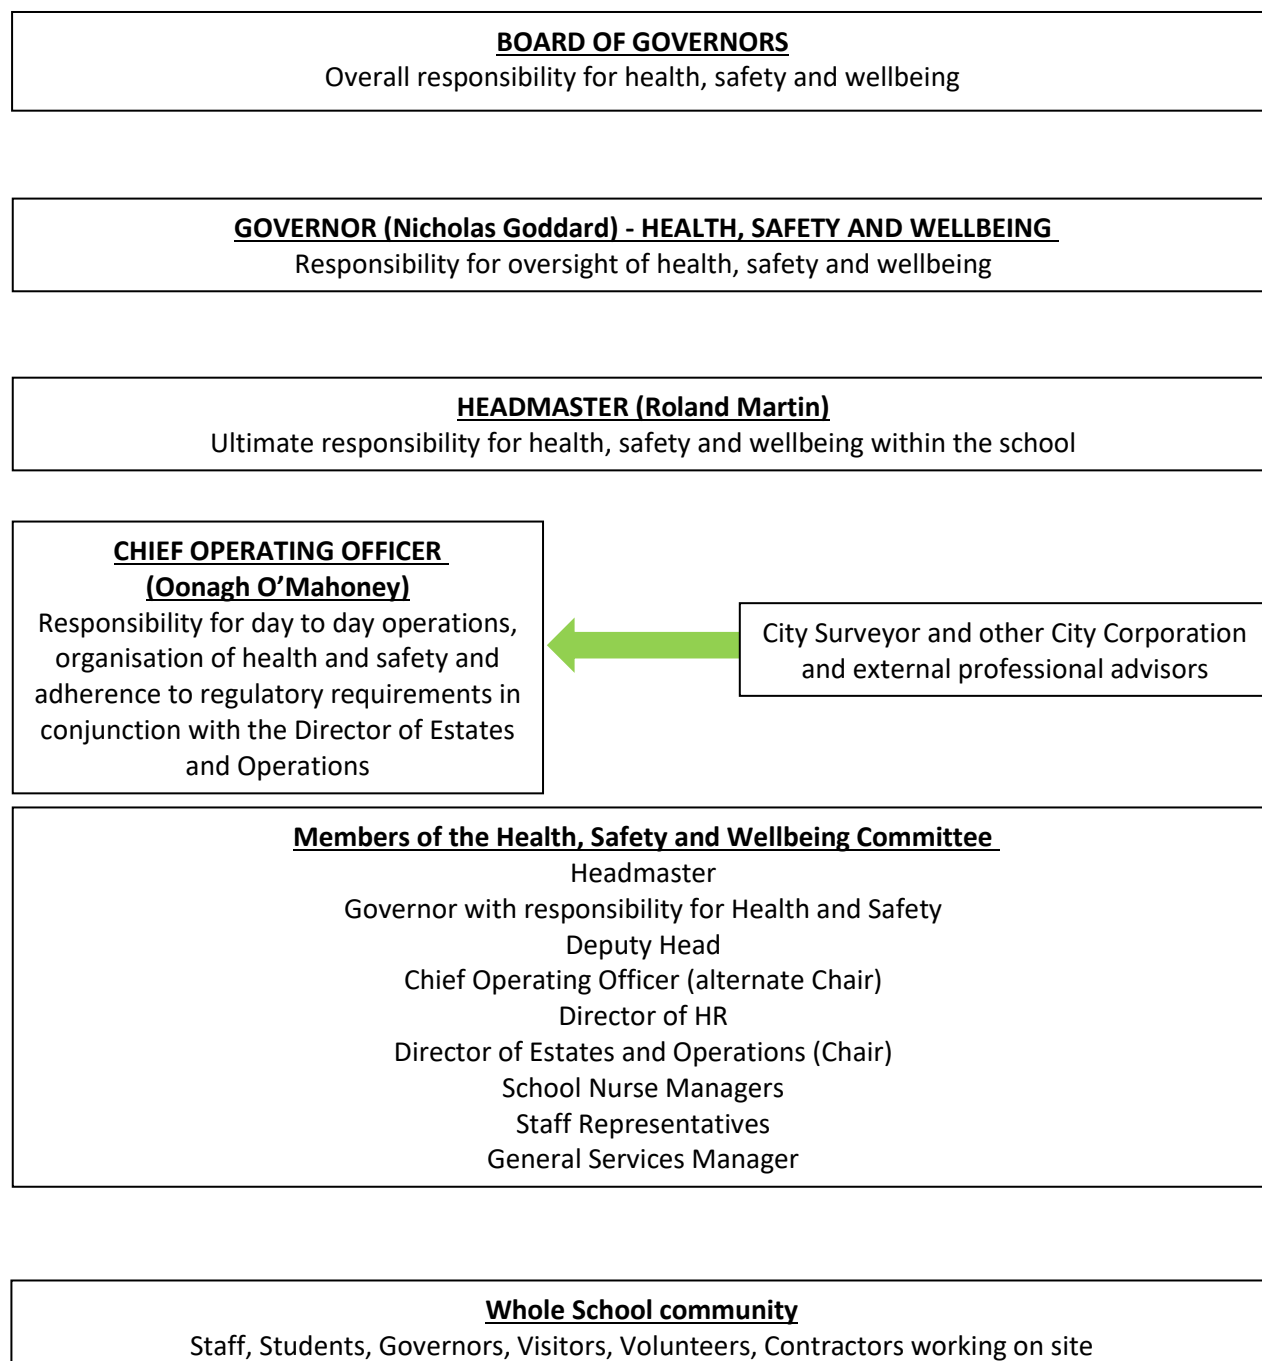 BOARD OF GOVERNORS
Overall responsibility for health, safety and wellbeing
GOVERNOR (Nicholas Goddard) - HEALTH, SAFETY AND WELLBEING
Responsibility for oversight of health, safety and wellbeing
HEADMASTER (Roland Martin)
Ultimate responsibility for health, safety and wellbeing within the school
CHIEF OPERATING OFFICER
(Oonagh O’Mahoney)
Responsibility for day to day operations,
organisation of health and safety and
adherence to regulatory requirements in
conjunction with the Director of Estates
and Operations
City Surveyor and other City Corporation
and external professional advisors
Members of the Health, Safety and Wellbeing Committee
Headmaster
Governor with responsibility for Health and Safety
Deputy Head
Chief Operating Officer (alternate Chair)
Director of HR
Director of Estates and Operations (Chair)
School Nurse Managers
Staff Representatives
General Services Manager
Whole School community
Staff, Students, Governors, Visitors, Volunteers, Contractors working on site